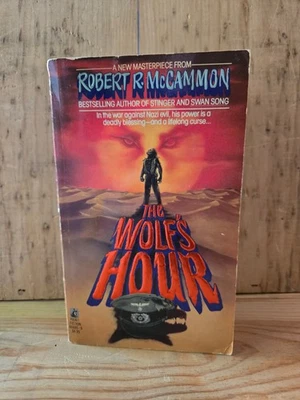 A NEW MASTERPIECE FROM
ROBERT R. McCAMMON
BESTSELLING AUTHOR OF STINGER AND SWAN SONG
In the war against Nazi evil, his power is a
deadly blessing—and a lifelong curse...
THE
WOLF'S
HOUR